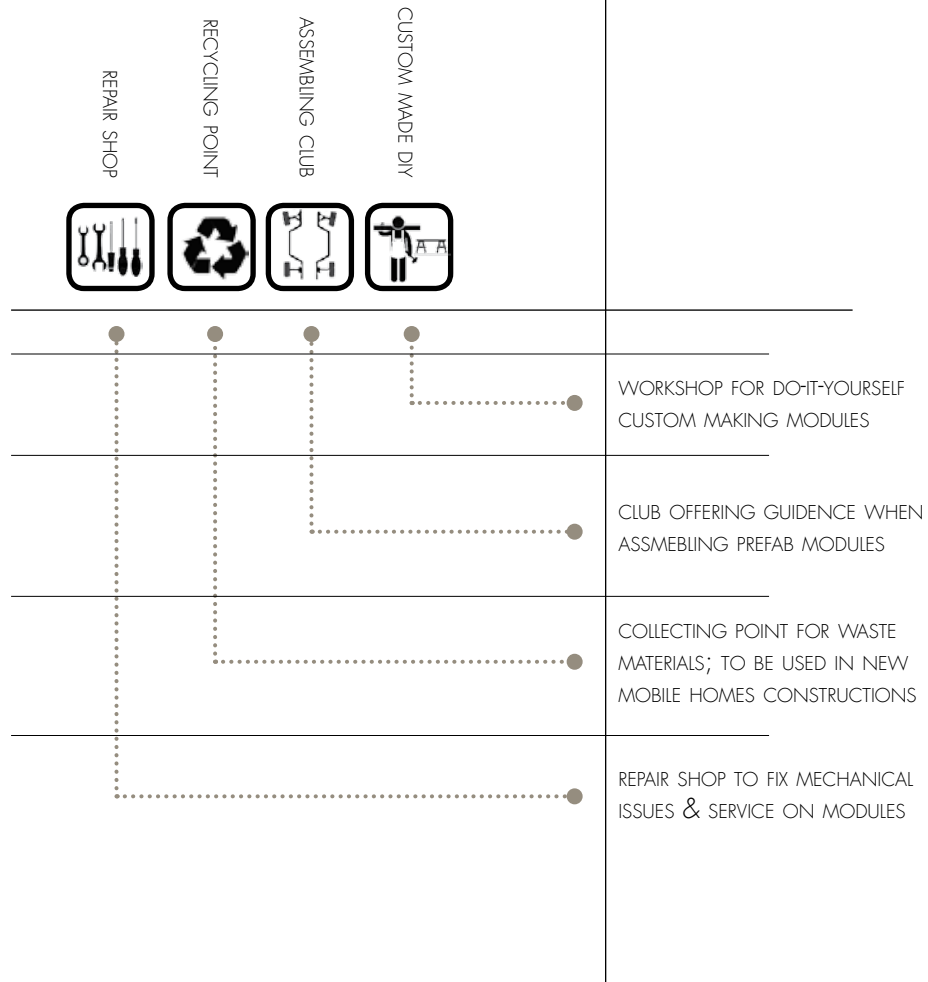 REPAIR SHOP
RECYCLING POINT
ASSEMBLING CLUB
CUSTOM MADE DIY
WORKSHOP FOR DO-IT-YOURSELF
CUSTOM MAKING MODULES
CLUB OFFERING GUIDENCE WHEN
ASSMEBLING PREFAB MODULES
COLLECTING POINT FOR WASTE
MATERIALS; TO BE USED IN NEW
MOBILE HOMES CONSTRUCTIONS
REPAIR SHOP TO FIX MECHANICAL
ISSUES & SERVICE ON MODULES